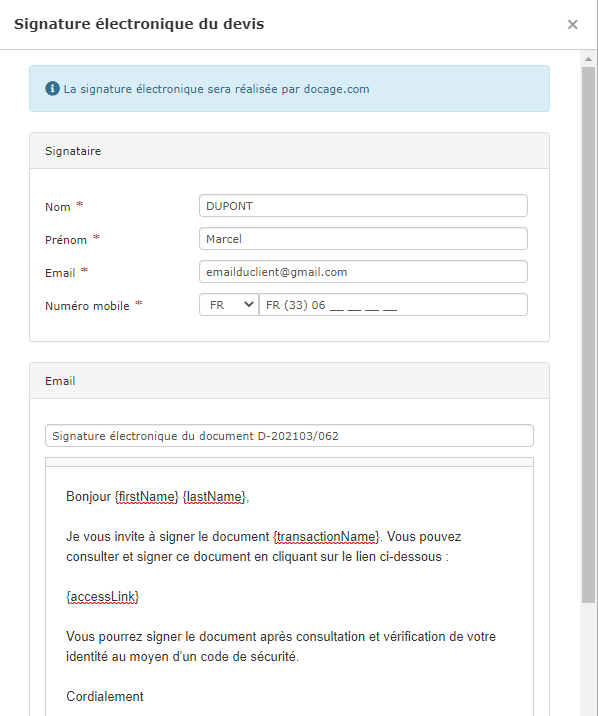 Signature électronique du devis ×
La signature électronique sera réalisée par docage.com
Signataire
Nom * DUPONT
Prénom * Marcel
Email * emailduclient@gmail.com
Numéro mobile * FR FR (33) 06 __ __ __ __
Email
Signature électronique du document D-202103/062
Bonjour {firstName} {lastName},
Je vous invite à signer le document {transactionName}. Vous pouvez
consulter et signer ce document en cliquant sur le lien ci-dessous :
{accessLink}
Vous pourrez signer le document après consultation et vérification de votre
identité au moyen d'un code de sécurité.
Cordialement